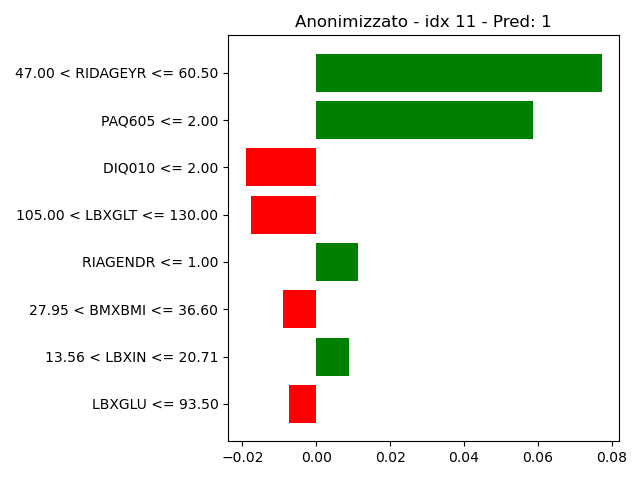 Anonimizzato - idx 11 - Pred: 1
47.00 < RIDAGEYR <= 60.50
PAQ605 <= 2.00
DIQ010 <= 2.00
105.00 < LBXGLT <= 130.00
RIAGENDR <= 1.00
27.95 < BMXBMI <= 36.60
13.56 < LBXIN <= 20.71
LBXGLU <= 93.50
−0.02 0.00 0.02 0.04 0.06 0.08